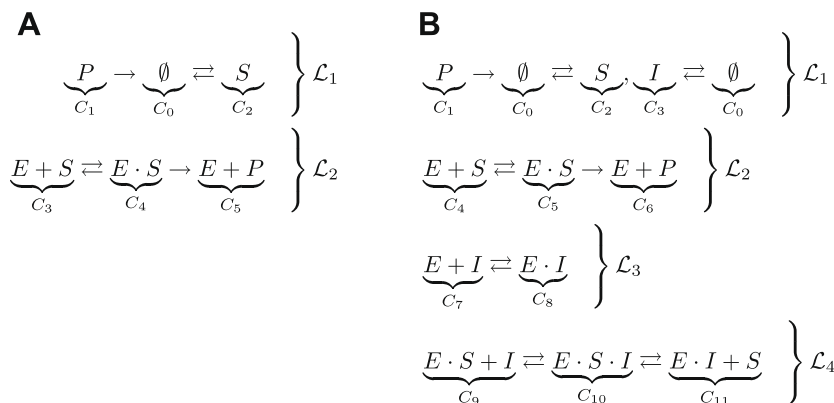 A
P → ∅ ⇄ S } ℒ₁
C₁ C₀ C₂
E + S ⇄ E · S → E + P } ℒ₂
C₃ C₄ C₅
B
P → ∅ ⇄ S , I ⇄ ∅ } ℒ₁
C₁ C₀ C₂ C₃ C₀
E + S ⇄ E · S → E + P } ℒ₂
C₄ C₅ C₆
E + I ⇄ E · I } ℒ₃
C₇ C₈
E · S + I ⇄ E · S · I ⇄ E · I + S } ℒ₄
C₉ C₁₀ C₁₁